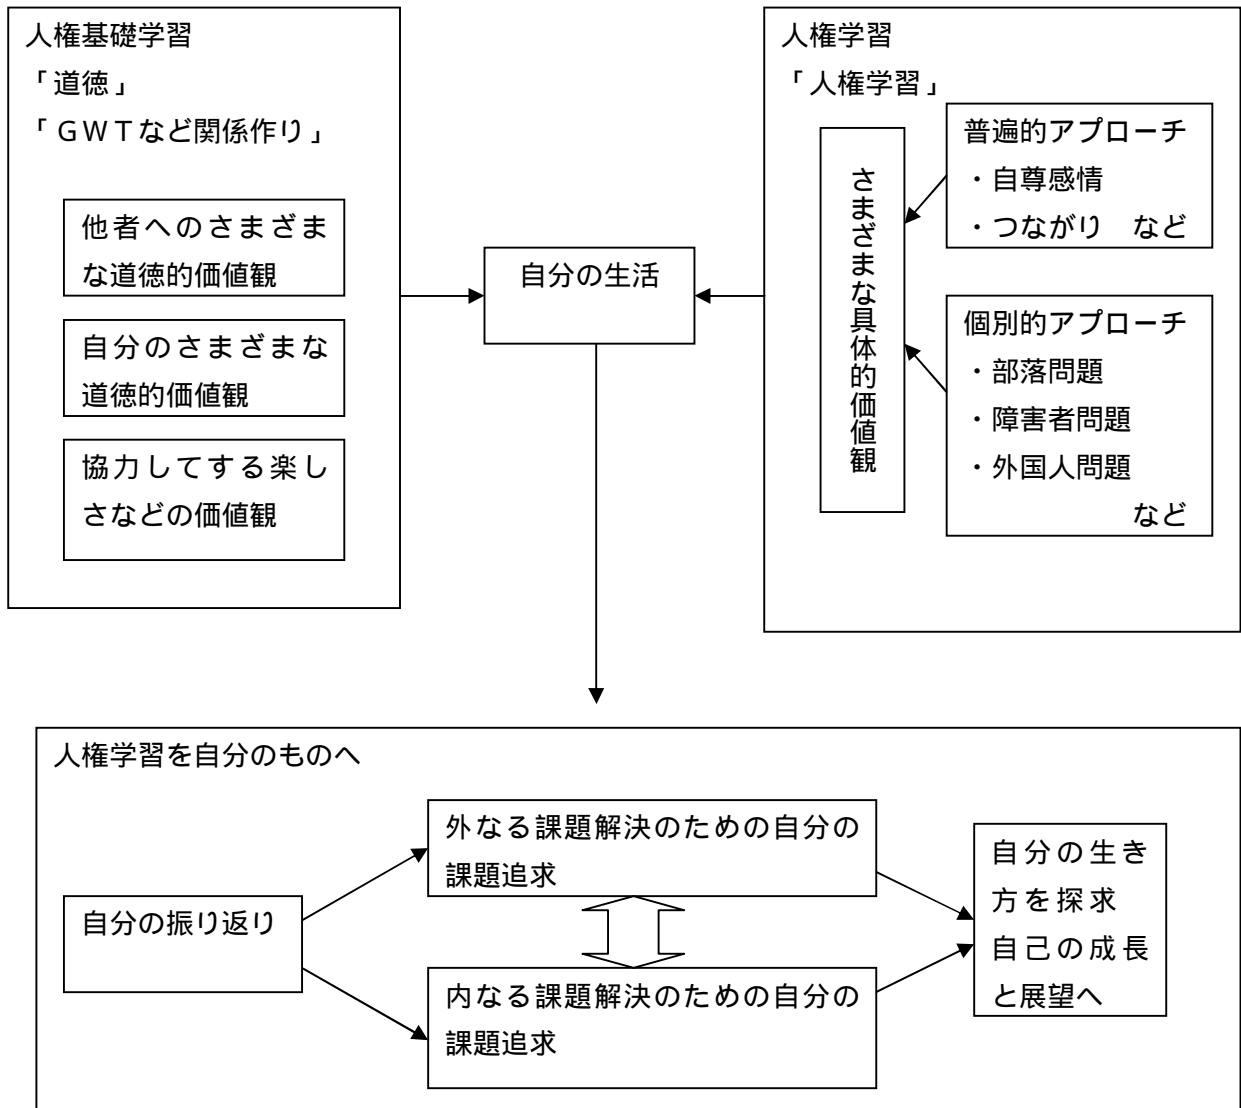 人権基礎学習
「道徳」
「ＧＷＴなど関係作り」
他者へのさまざま
な道徳的価値観
自分のさまざまな
道徳的価値観
協力してする楽し
さなどの価値観
自分の生活
人権学習
「人権学習」
さまざまな具体的価値観
普遍的アプローチ
・自尊感情
・つながり　など
個別的アプローチ
・部落問題
・障害者問題
・外国人問題
など
人権学習を自分のものへ
自分の振り返り
外なる課題解決のための自分の
課題追求
内なる課題解決のための自分の
課題追求
自分の生き
方を探求
自己の成長
と展望へ